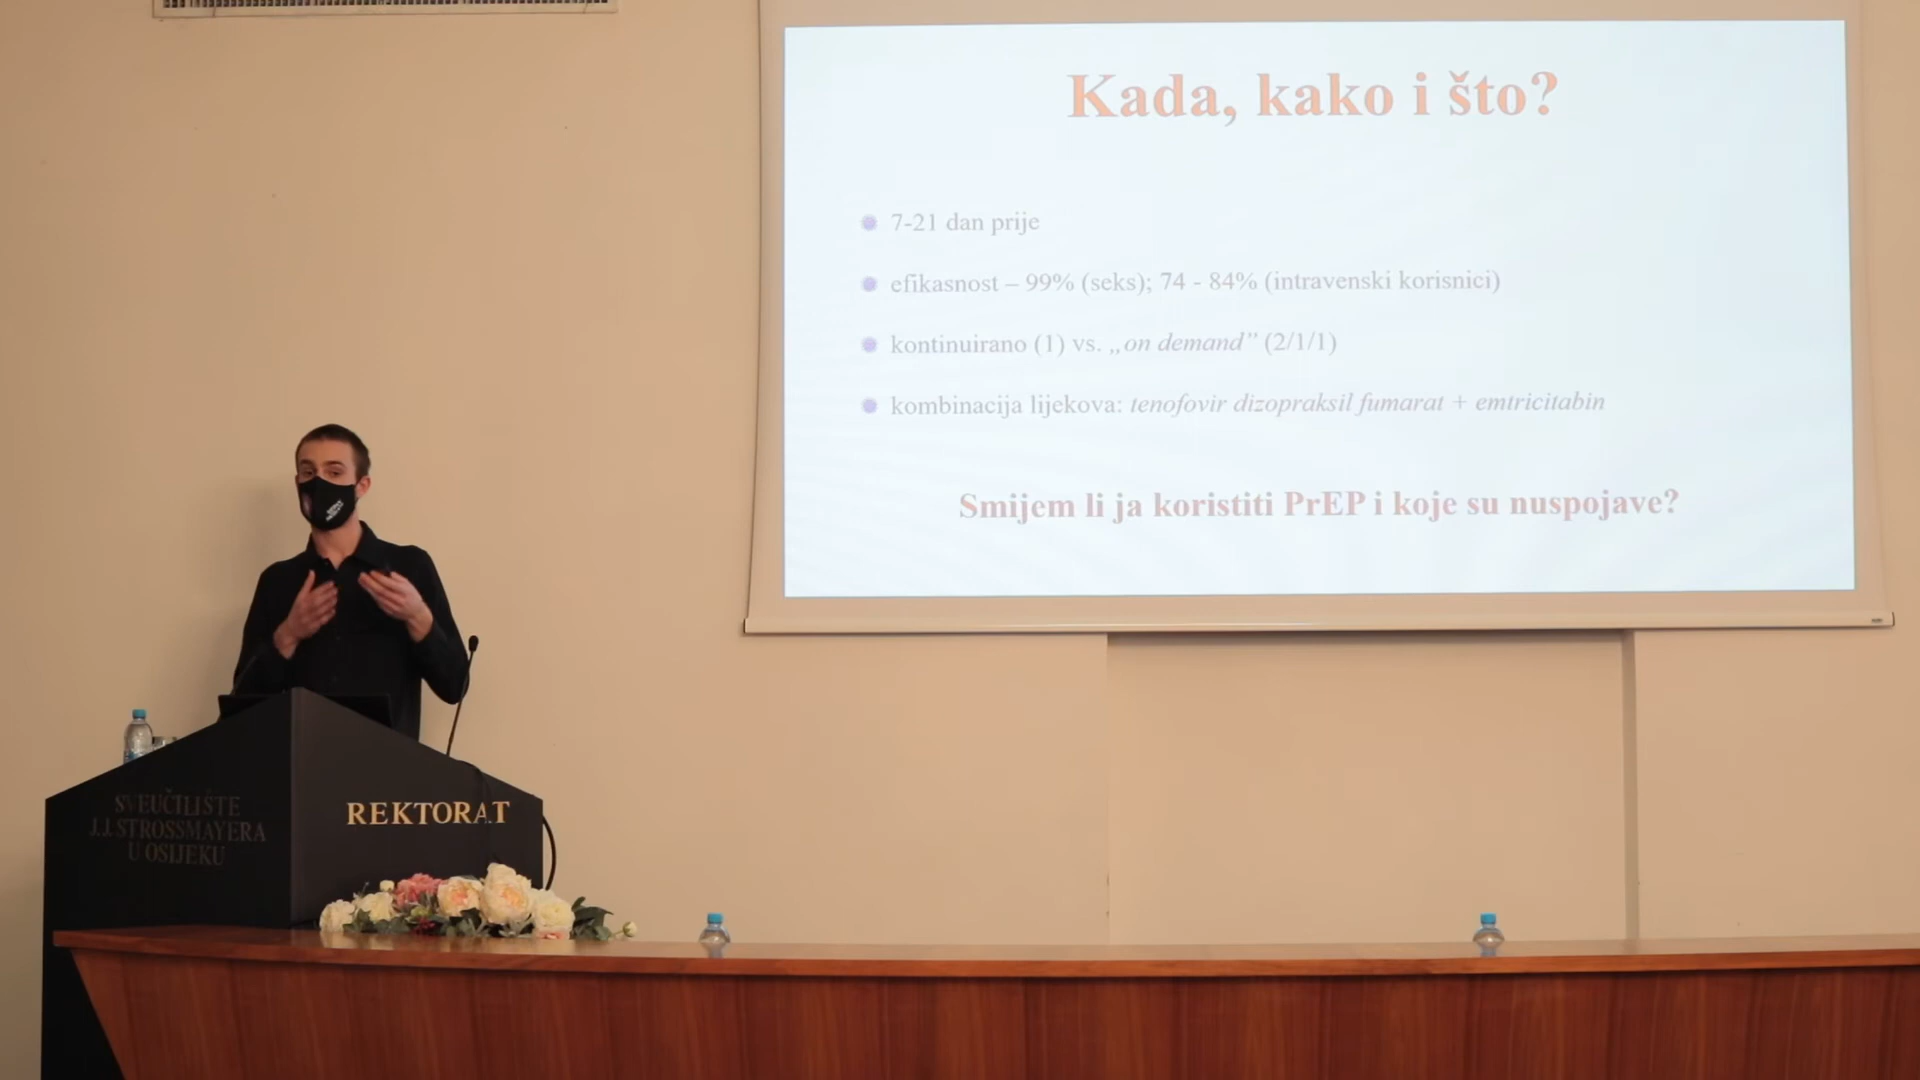 Kada, kako i što?
7-21 dan prije
efikasnost – 99% (seks); 74 - 84% (intravenski korisnici)
kontinuirano (1) vs. „on demand” (2/1/1)
kombinacija lijekova: tenofovir dizopraksil fumarat + emtricitabin
Smijem li ja koristiti PrEP i koje su nuspojave?
SVEUČILIŠTE
J.J. STROSSMAYERA
U OSIJEKU
REKTORAT